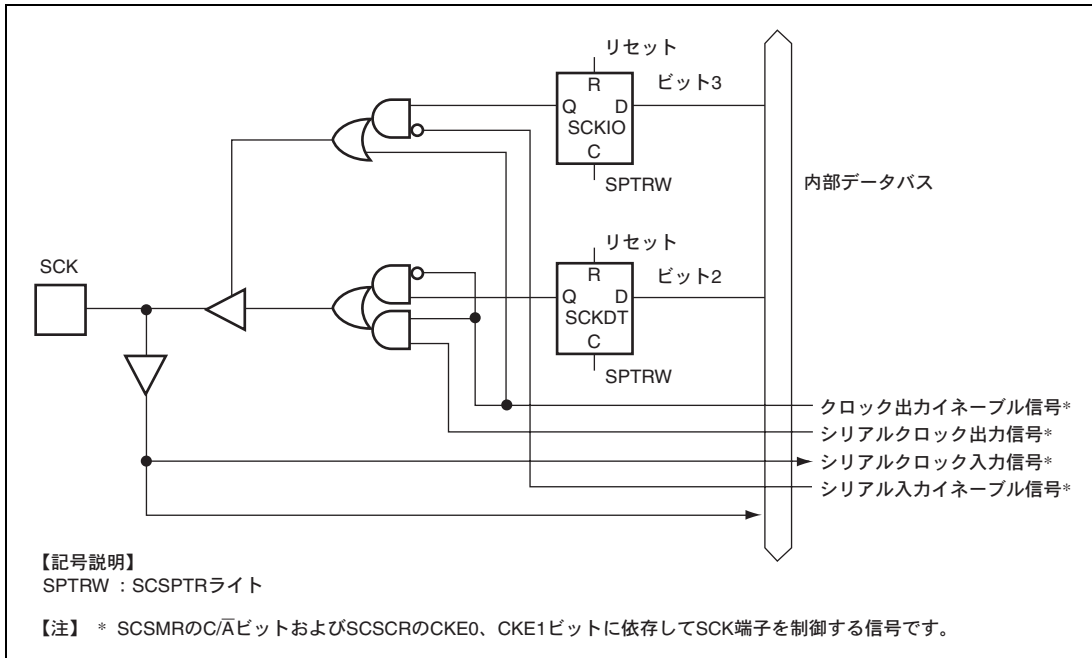 リセット
R
ビット3
Q D
SCKIO
C
SPTRW
内部データバス
リセット
R
ビット2
Q D
SCKDT
C
SPTRW
SCK
クロック出力イネーブル信号*
シリアルクロック出力信号*
シリアルクロック入力信号*
シリアル入力イネーブル信号*
【記号説明】
SPTRW : SCSPTRライト
【注】 * SCSMRのC/A̅ビットおよびSCSCRのCKE0、CKE1ビットに依存してSCK端子を制御する信号です。